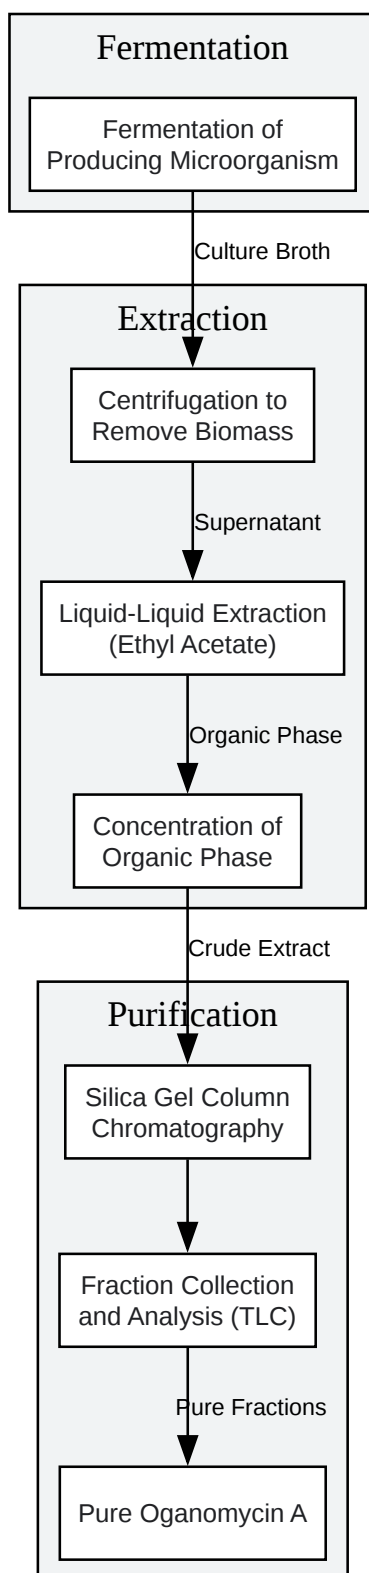 Fermentation
Fermentation of
Producing Microorganism
Culture Broth
Extraction
Centrifugation to
Remove Biomass
Supernatant
Liquid-Liquid Extraction
(Ethyl Acetate)
Organic Phase
Concentration of
Organic Phase
Crude Extract
Purification
Silica Gel Column
Chromatography
Fraction Collection
and Analysis (TLC)
Pure Fractions
Pure Oganomycin A